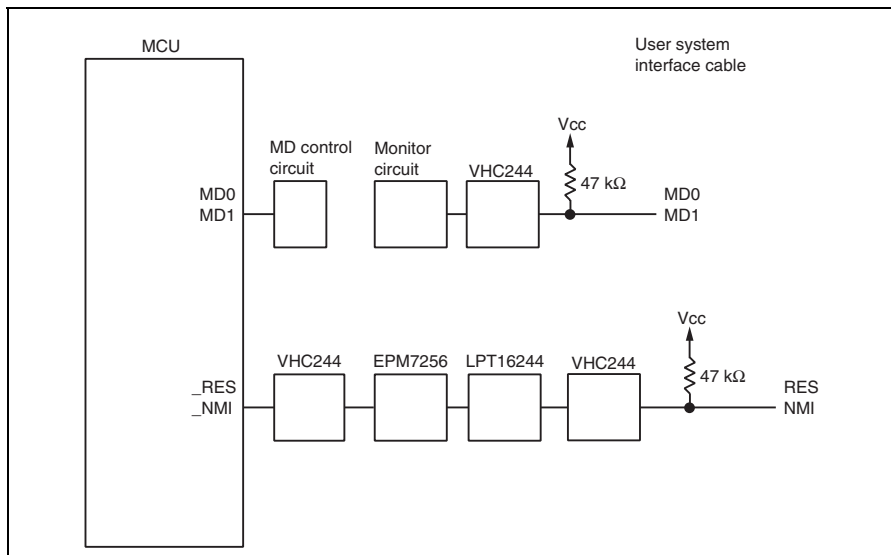 MCU
User system
interface cable
Vcc
MD control
circuit
Monitor
circuit
VHC244
47 kΩ
MD0
MD1
MD0
MD1
Vcc
VHC244
EPM7256
LPT16244
VHC244
47 kΩ
_RES
_NMI
RES
NMI